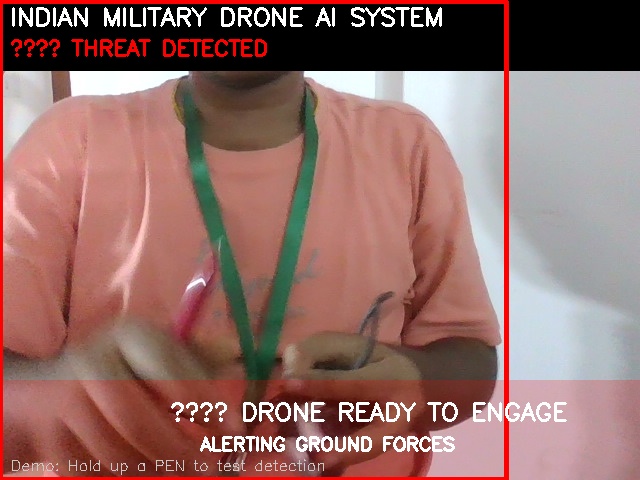 INDIAN MILITARY DRONE AI SYSTEM
???? THREAT DETECTED
???? DRONE READY TO ENGAGE
ALERTING GROUND FORCES
Demo: Hold up a PEN to test detection